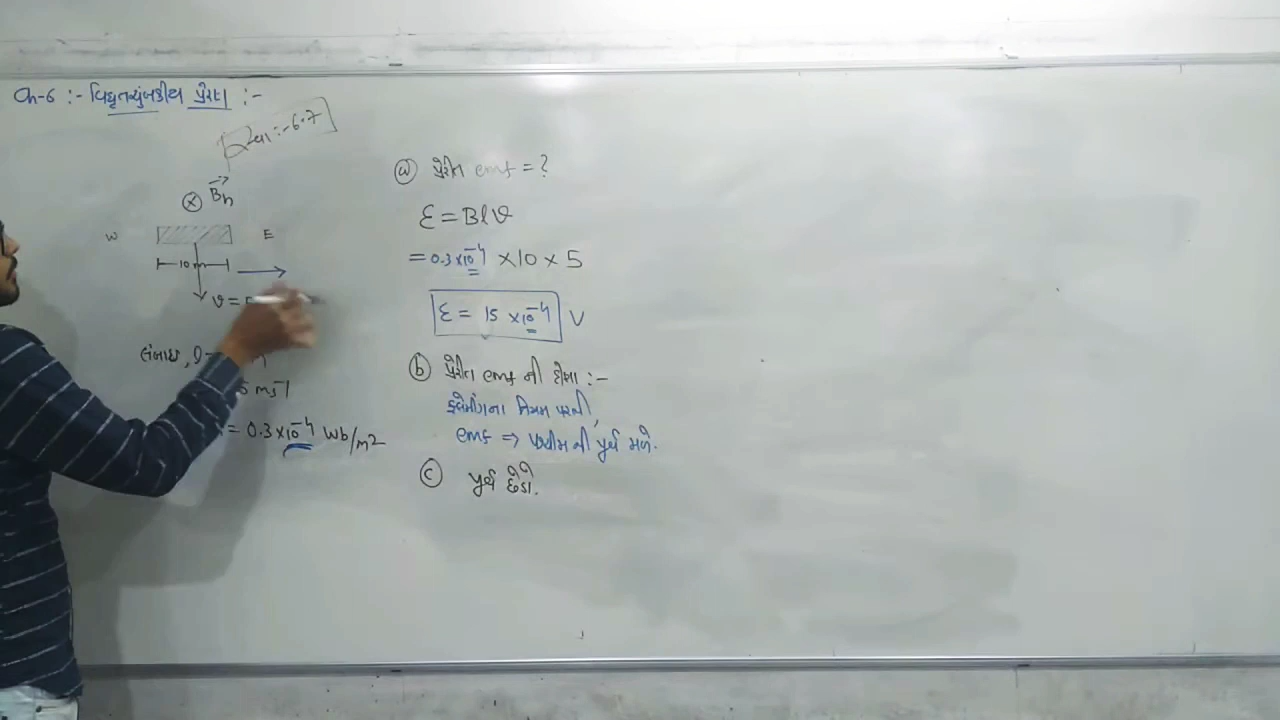 Ch-6 :- વિદ્યુતચુંબકીય પ્રેરણ :-
દાખલો :- 6.7
⊗ B⃗h
W E
10 m
v =
લંબાઈ, l =
5 ms⁻¹
= 0.3×10⁻⁴ Wb/m²
ⓐ પ્રેરિત emf = ?
Ɛ = Blv
= 0.3×10⁻⁴ × 10 × 5
Ɛ = 15 ×10⁻⁴ V
ⓑ પ્રેરિત emf ની દિશા :-
ફ્લેમીંગના નિયમ પરથી,
emf => પશ્ચીમ થી પૂર્વ મળે.
ⓒ પૂર્વ છેડો.